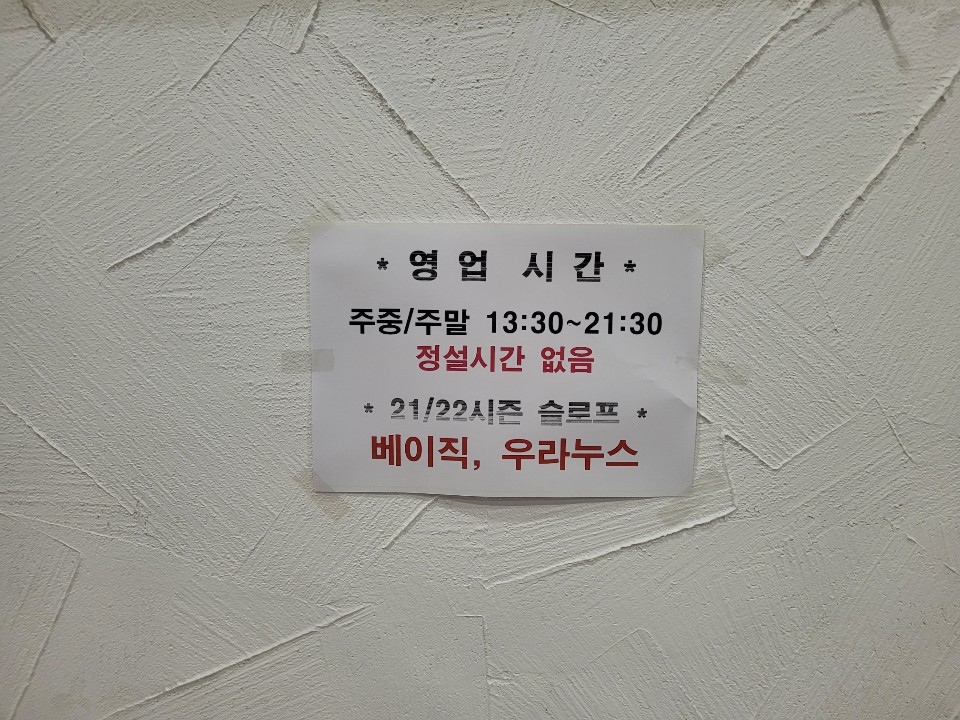 * 영 업 시 간 *
주중/주말 13:30~21:30
정설시간 없음
* 21/22시즌 슬로프 *
베이직, 우라누스